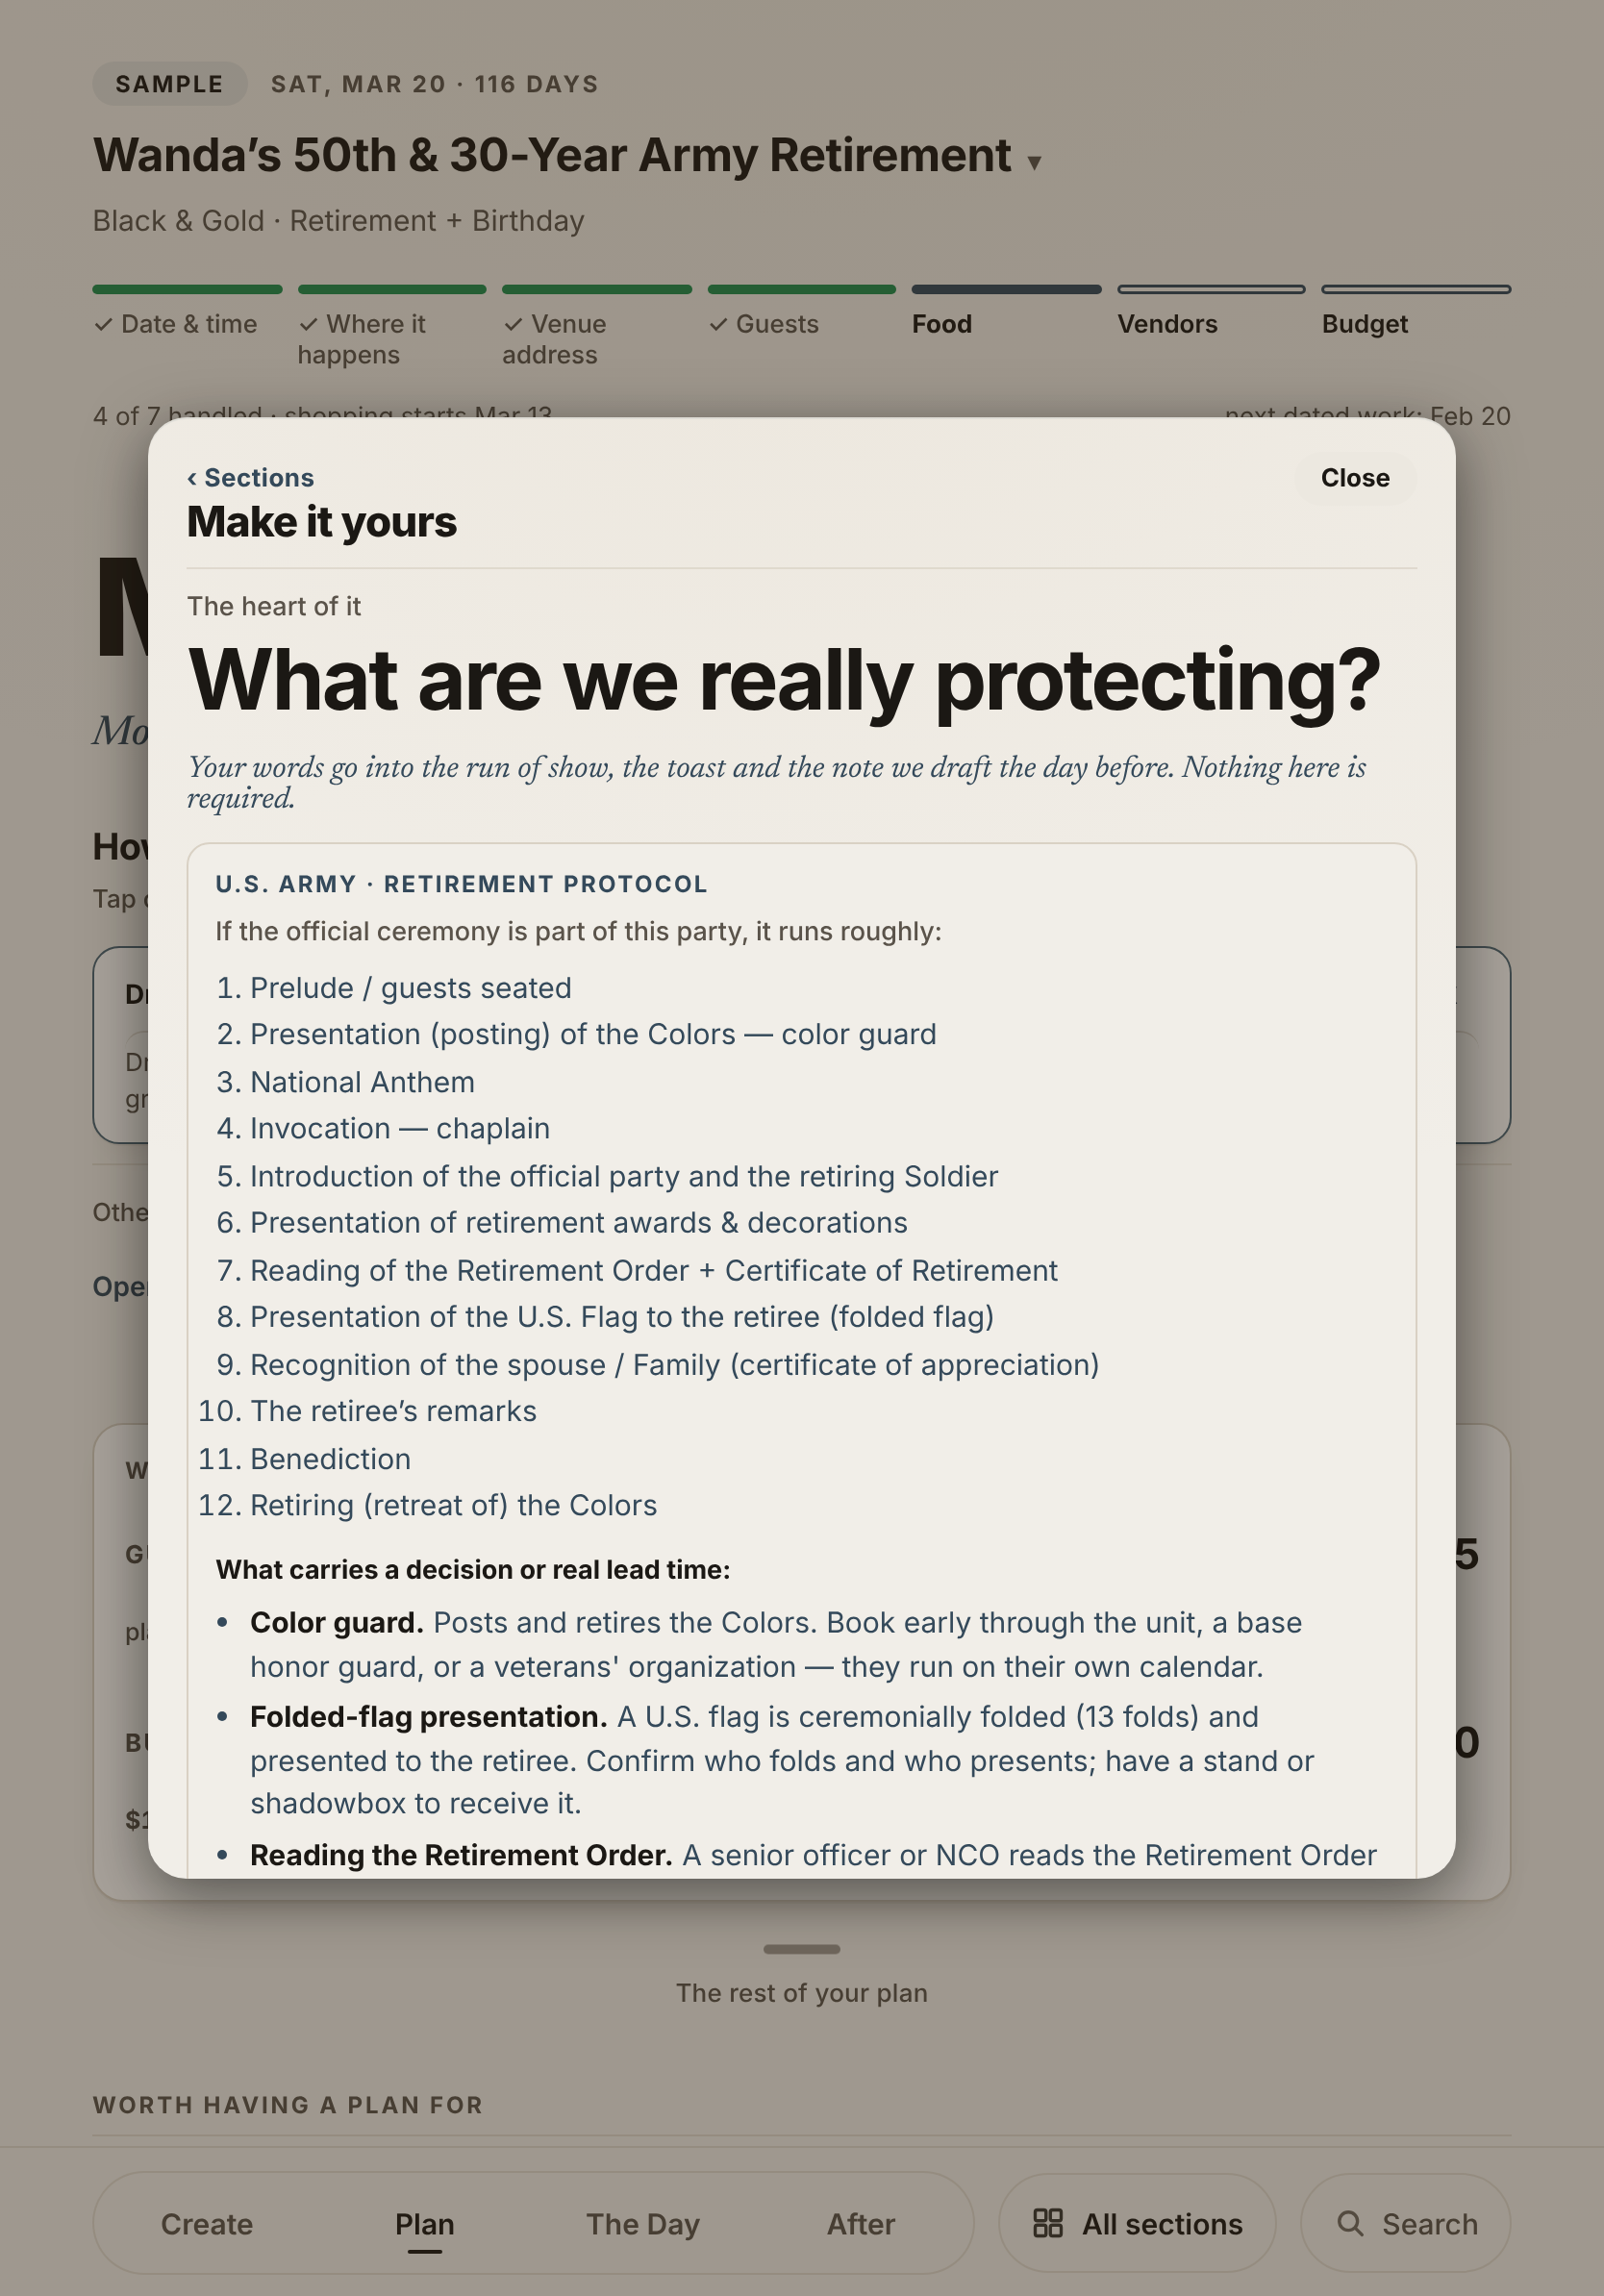 SAMPLE SAT, MAR 20 · 116 DAYS
Wanda’s 50th & 30-Year Army Retirement ▾
Black & Gold · Retirement + Birthday
✓ Date & time
✓ Where it happens
✓ Venue address
✓ Guests
Food
Vendors
Budget
4 of 7 handled · shopping starts Mar 13
next dated work: Feb 20
‹ Sections
Close
Make it yours
The heart of it
What are we really protecting?
Your words go into the run of show, the toast and the note we draft the day before. Nothing here is
required.
U.S. ARMY · RETIREMENT PROTOCOL
If the official ceremony is part of this party, it runs roughly:
1. Prelude / guests seated
2. Presentation (posting) of the Colors — color guard
3. National Anthem
4. Invocation — chaplain
5. Introduction of the official party and the retiring Soldier
6. Presentation of retirement awards & decorations
7. Reading of the Retirement Order + Certificate of Retirement
8. Presentation of the U.S. Flag to the retiree (folded flag)
9. Recognition of the spouse / Family (certificate of appreciation)
10. The retiree’s remarks
11. Benediction
12. Retiring (retreat of) the Colors
What carries a decision or real lead time:
• Color guard. Posts and retires the Colors. Book early through the unit, a base
honor guard, or a veterans' organization — they run on their own calendar.
• Folded-flag presentation. A U.S. flag is ceremonially folded (13 folds) and
presented to the retiree. Confirm who folds and who presents; have a stand or
shadowbox to receive it.
• Reading the Retirement Order. A senior officer or NCO reads the Retirement Order
Tap
The rest of your plan
WORTH HAVING A PLAN FOR
Create
Plan
The Day
After
All sections
Search